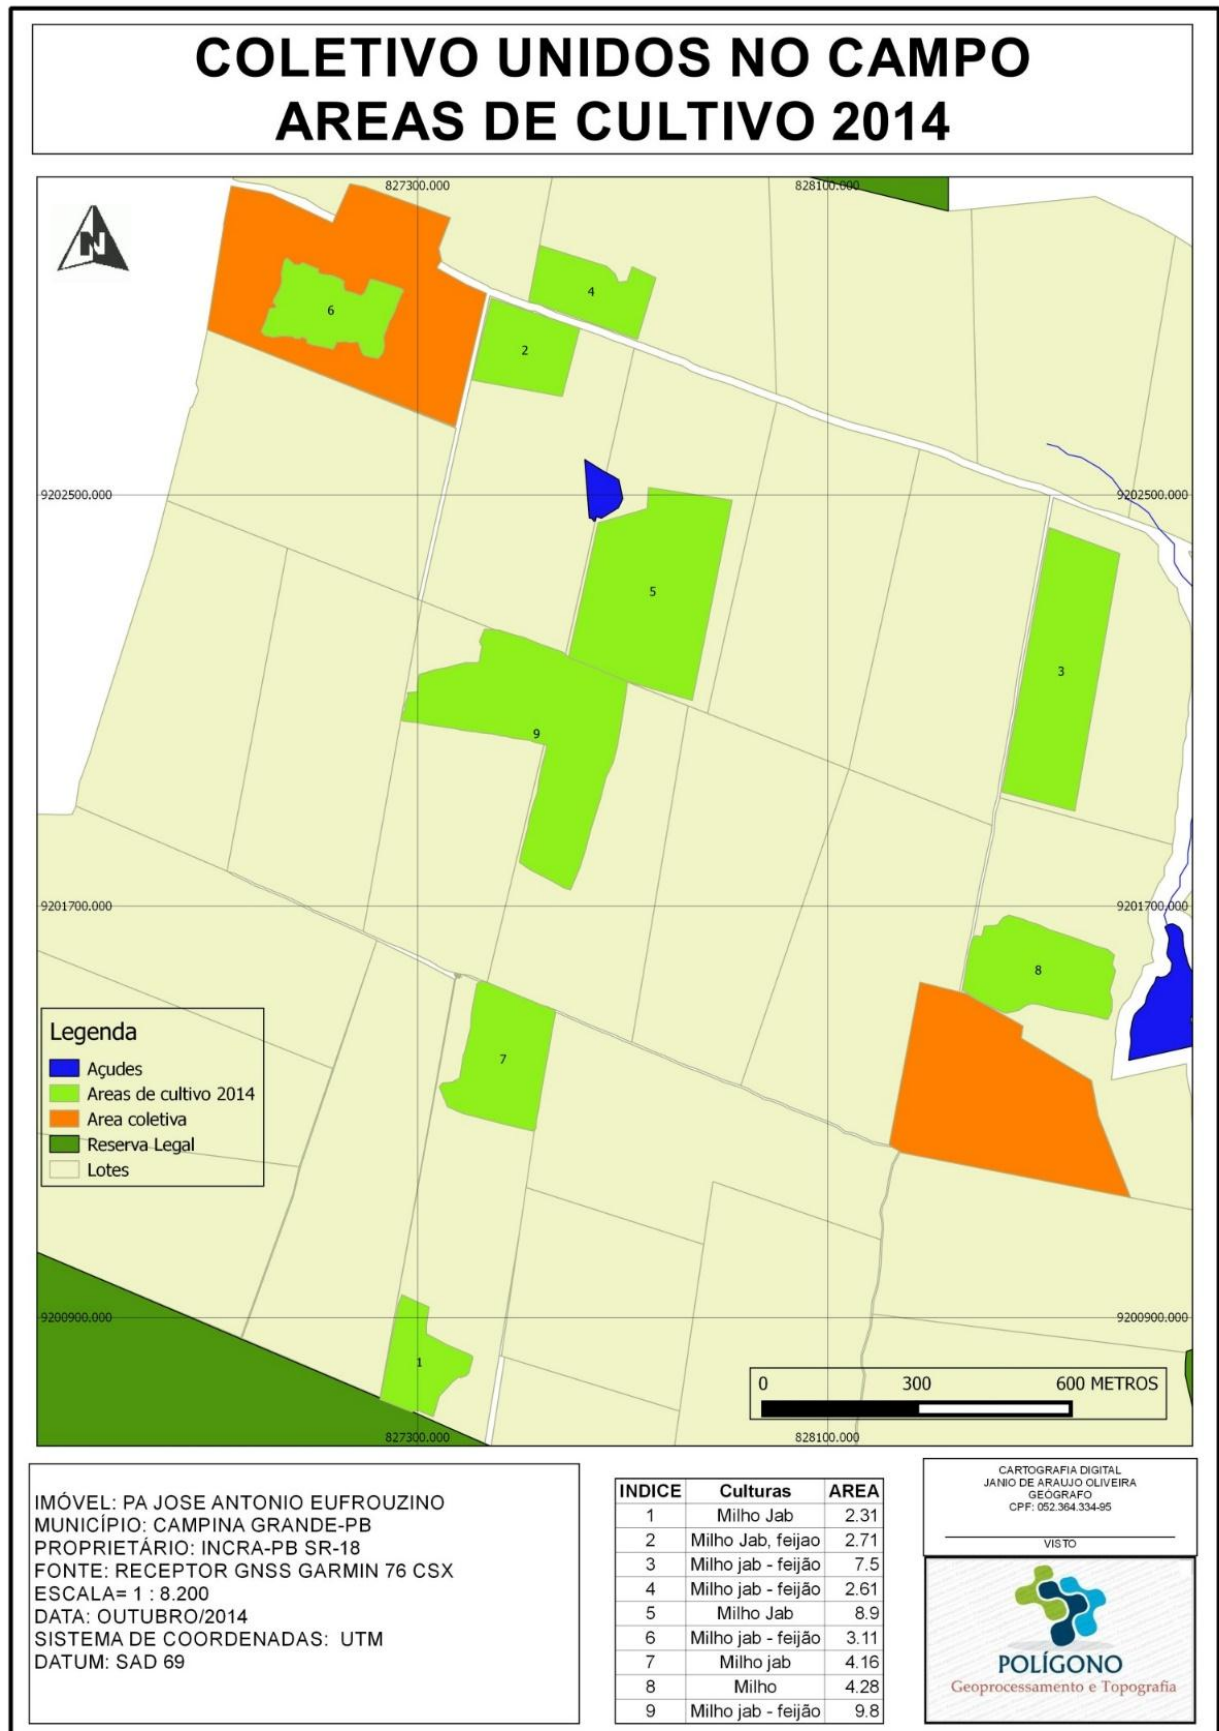 COLETIVO UNIDOS NO CAMPO
AREAS DE CULTIVO 2014
827300.000
828100.000
N
6
4
2
9202500.000
9202500.000
5
3
9
9201700.000
9201700.000
8
7
Legenda
Açudes
Areas de cultivo 2014
Area coletiva
Reserva Legal
Lotes
9200900.000
9200900.000
1
0 300 600 METROS
827300.000
828100.000
IMÓVEL: PA JOSE ANTONIO EUFROUZINO
MUNICÍPIO: CAMPINA GRANDE-PB
PROPRIETÁRIO: INCRA-PB SR-18
FONTE: RECEPTOR GNSS GARMIN 76 CSX
ESCALA= 1 : 8.200
DATA: OUTUBRO/2014
SISTEMA DE COORDENADAS: UTM
DATUM: SAD 69
INDICE Culturas AREA
1 Milho Jab 2.31
2 Milho Jab, feijao 2.71
3 Milho jab - feijão 7.5
4 Milho jab - feijão 2.61
5 Milho Jab 8.9
6 Milho jab - feijão 3.11
7 Milho jab 4.16
8 Milho 4.28
9 Milho jab - feijão 9.8
CARTOGRAFIA DIGITAL
JANIO DE ARAUJO OLIVEIRA
GEÓGRAFO
CPF: 052.364.334-95
VISTO
POLÍGONO
Geoprocessamento e Topografia